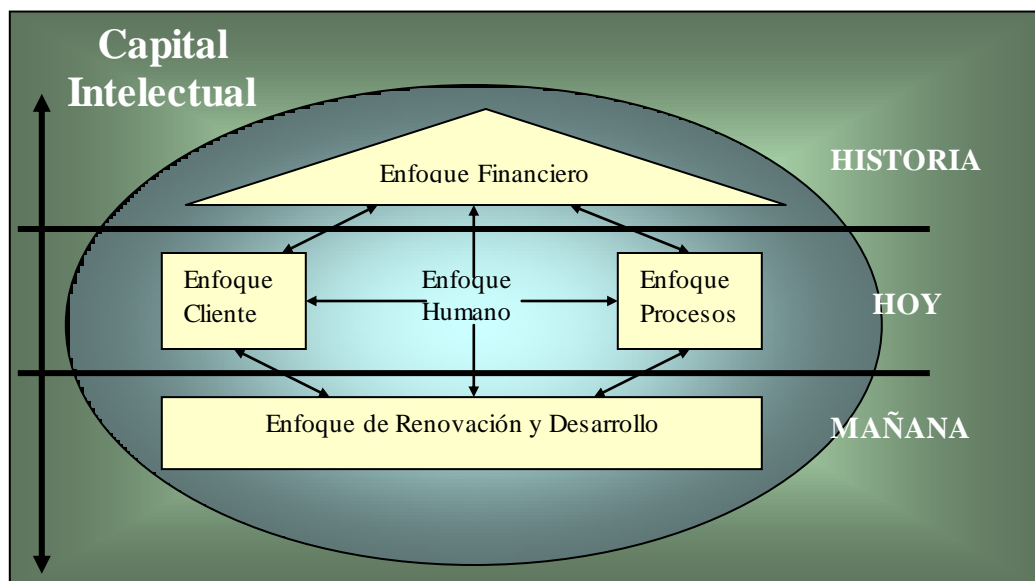 Capital
Intelectual
Enfoque Financiero
HISTORIA
Enfoque
Cliente
Enfoque
Humano
Enfoque
Procesos
HOY
Enfoque de Renovación y Desarrollo
MAÑANA